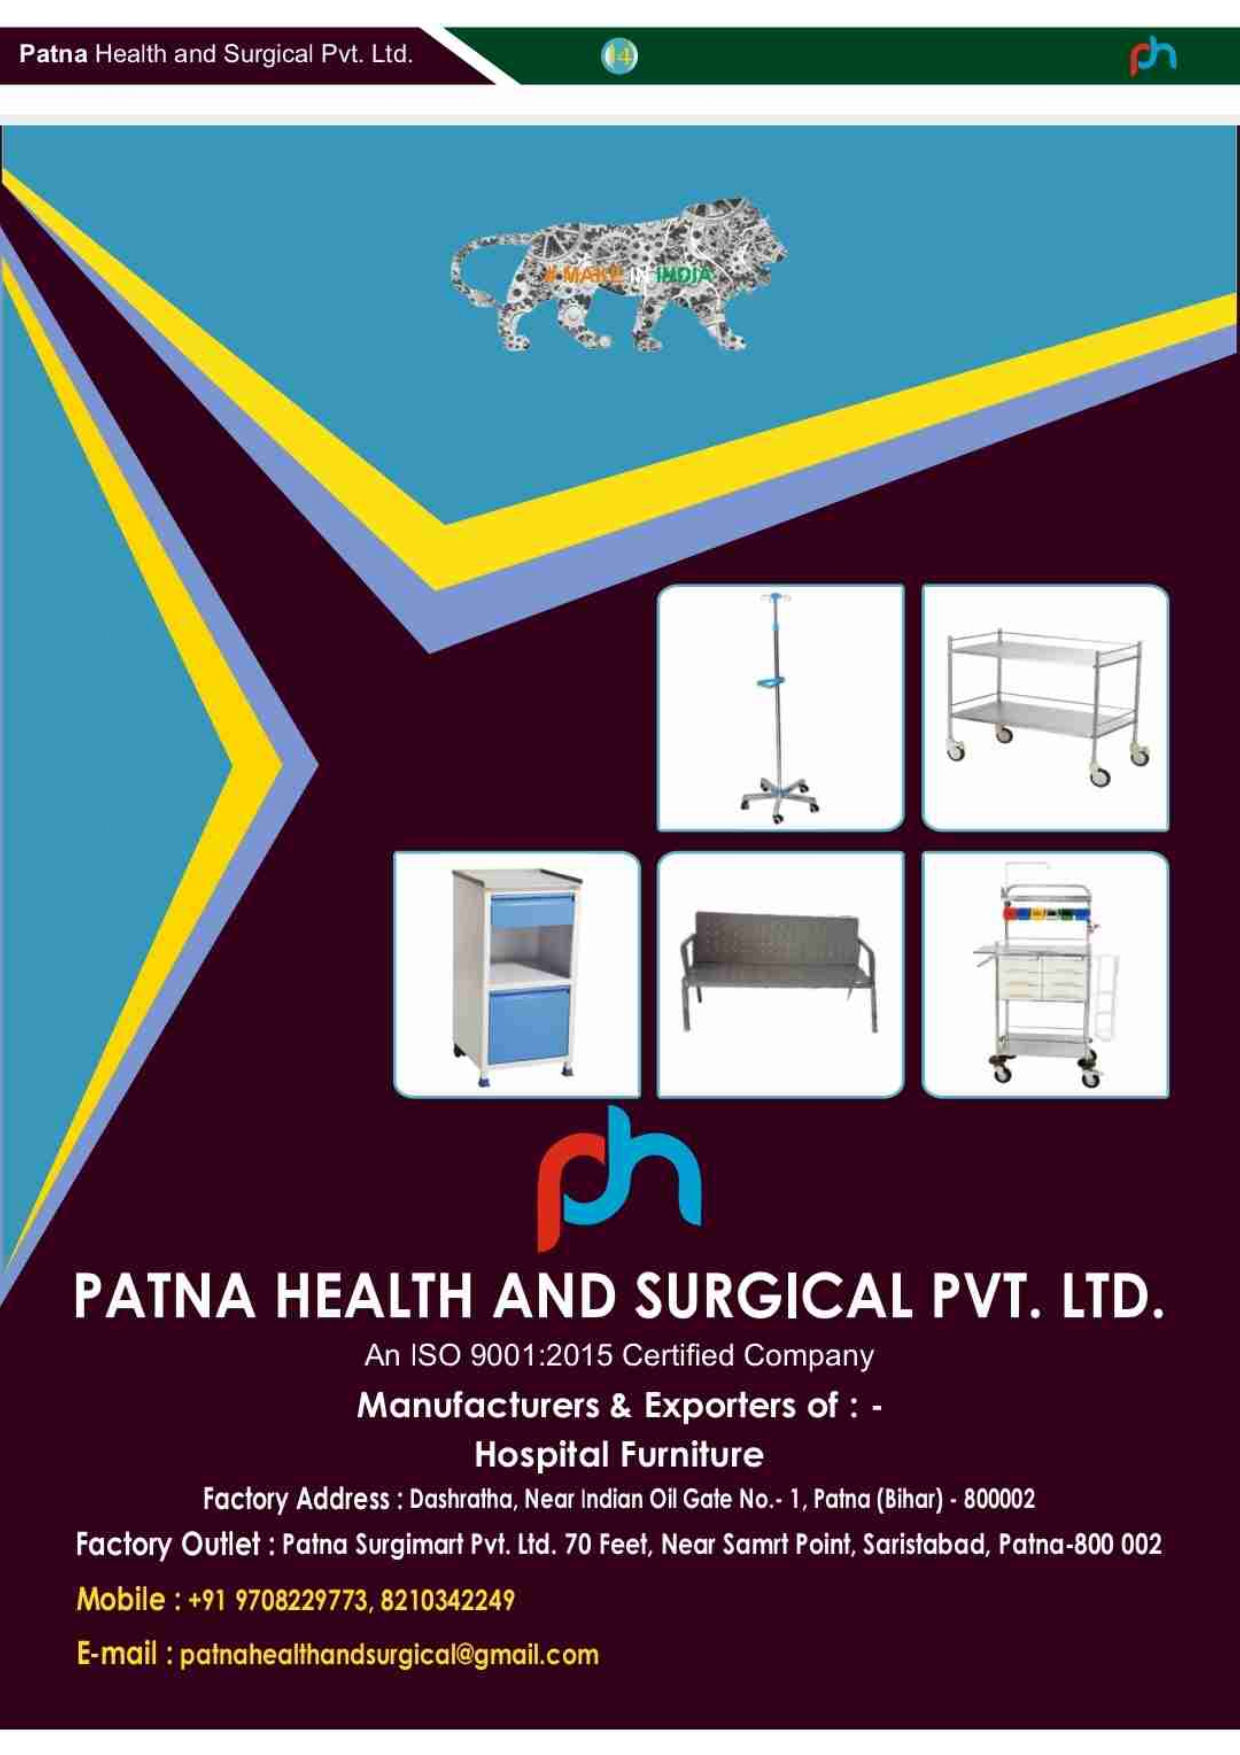 Patna Health and Surgical Pvt. Ltd.
14
ph
# MAKE IN INDIA
ph
PATNA HEALTH AND SURGICAL PVT. LTD.
An ISO 9001:2015 Certified Company
Manufacturers & Exporters of : -
Hospital Furniture
Factory Address : Dashratha, Near Indian Oil Gate No.- 1, Patna (Bihar) - 800002
Factory Outlet : Patna Surgimart Pvt. Ltd. 70 Feet, Near Samrt Point, Saristabad, Patna-800 002
Mobile : +91 9708229773, 8210342249
E-mail : patnahealthandsurgical@gmail.com